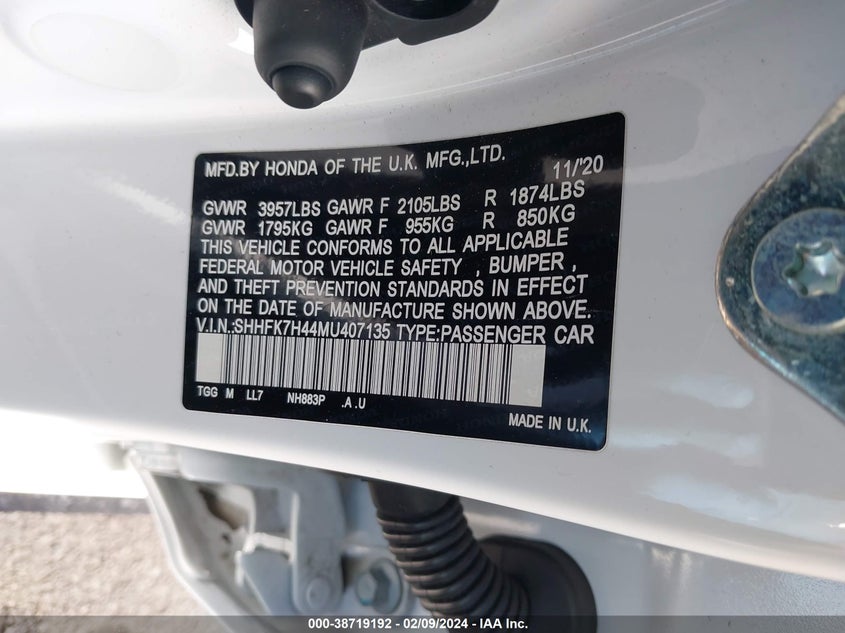 MFD.BY HONDA OF THE U.K. MFG.,LTD. 11/'20
GVWR 3957LBS GAWR F 2105LBS R 1874LBS
GVWR 1795KG GAWR F 955KG R 850KG
THIS VEHICLE CONFORMS TO ALL APPLICABLE
FEDERAL MOTOR VEHICLE SAFETY , BUMPER ,
AND THEFT PREVENTION STANDARDS IN EFFECT
ON THE DATE OF MANUFACTURE SHOWN ABOVE.
V.I.N.:SHHFK7H44MU407135 TYPE:PASSENGER CAR
TGG M LL7 NH883P .A .U
MADE IN U.K.
000-38719192 - 02/09/2024 - IAA Inc.